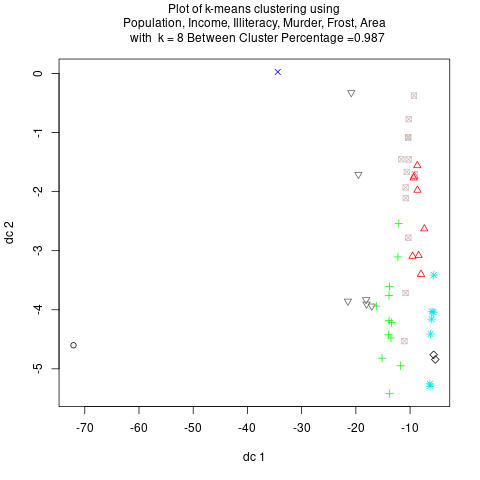 Plot of k-means clustering using
Population, Income, Illiteracy, Murder, Frost, Area
with k = 8 Between Cluster Percentage =0.987
0
-1
-2
-3
-4
-5
dc 2
-70
-60
-50
-40
-30
-20
-10
dc 1